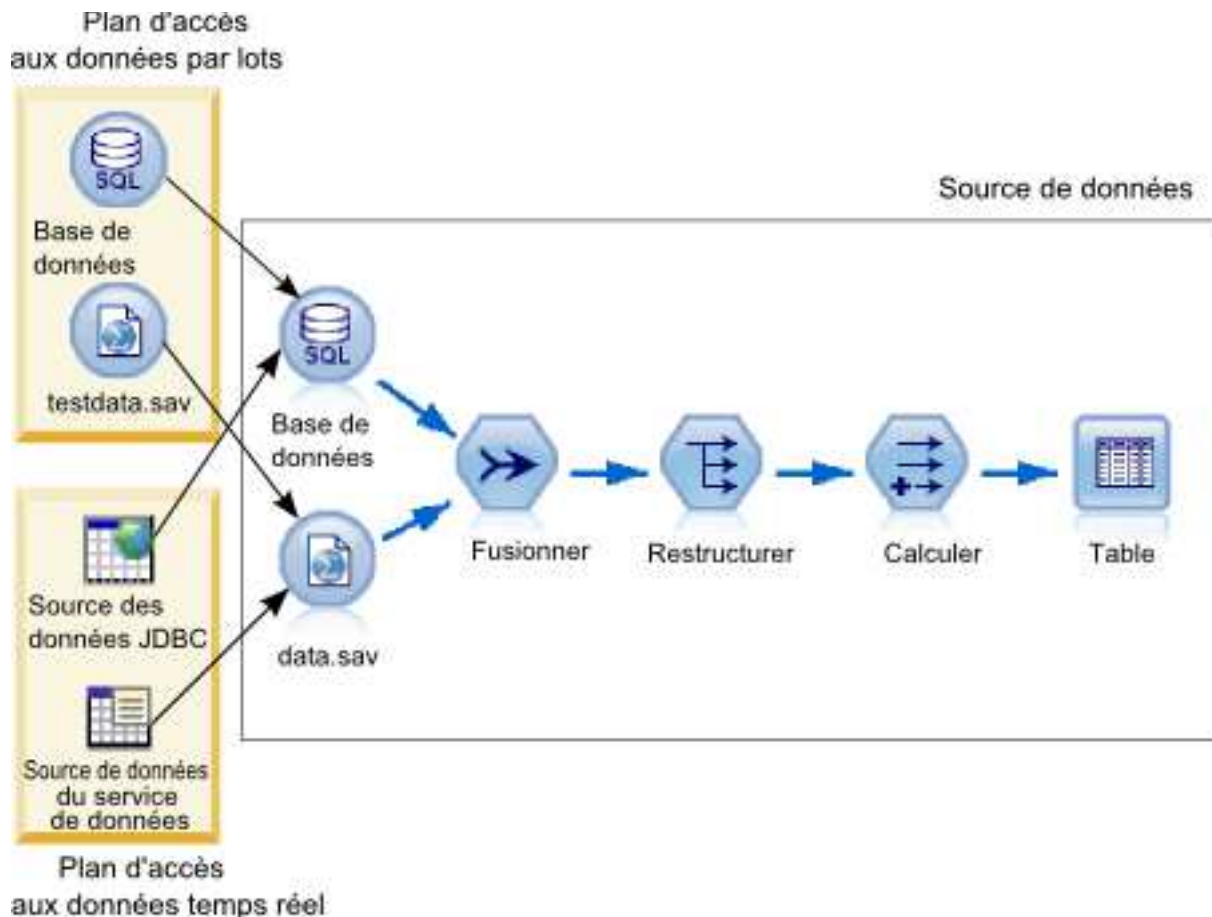 Plan d'accès
aux données par lots
SQL
Base de
données
testdata.sav
Source des
données JDBC
Source de données
du service
de données
Plan d'accès
aux données temps réel
Source de données
SQL
Base de
données
data.sav
Fusionner
Restructurer
Calculer
Table